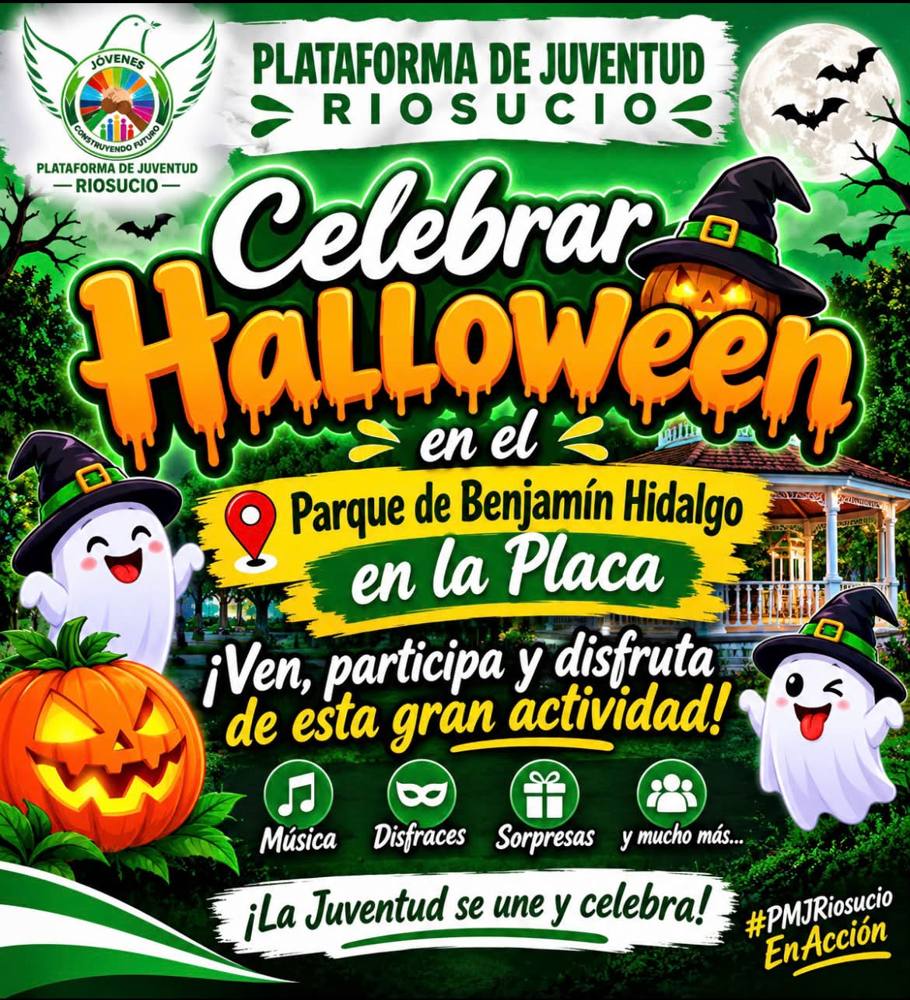 JÓVENES
CONSTRUYENDO FUTURO
PLATAFORMA DE JUVENTUD
— RIOSUCIO —
PLATAFORMA DE JUVENTUD
RIOSUCIO
Celebrar
Halloween
en el
Parque de Benjamín Hidalgo
en la Placa
¡Ven, participa y disfruta
de esta gran actividad!
Música
Disfraces
Sorpresas
y mucho más...
¡La Juventud se une y celebra!
#PMJRiosucio
EnAcción